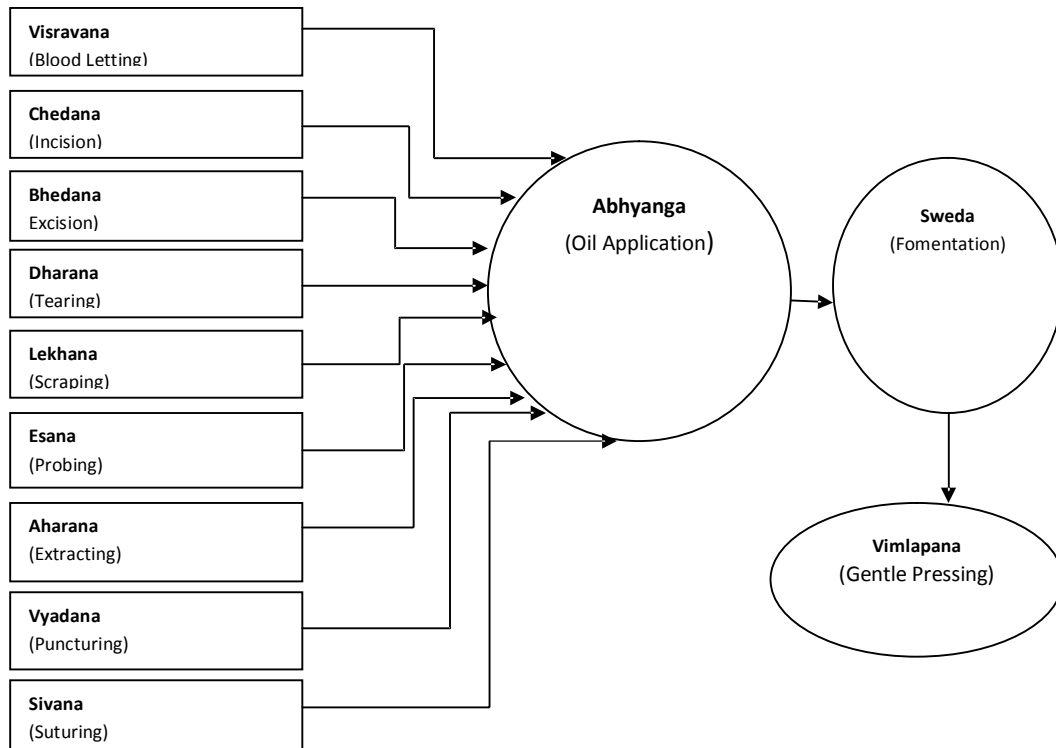 Visravana
(Blood Letting)
Chedana
(Incision)
Bhedana
Excision)
Dharana
(Tearing)
Lekhana
(Scraping)
Esana
(Probing)
Aharana
(Extracting)
Vyadana
(Puncturing)
Sivana
(Suturing)
Abhyanga
(Oil Application)
Sweda
(Fomentation)
Vimlapana
(Gentle Pressing)